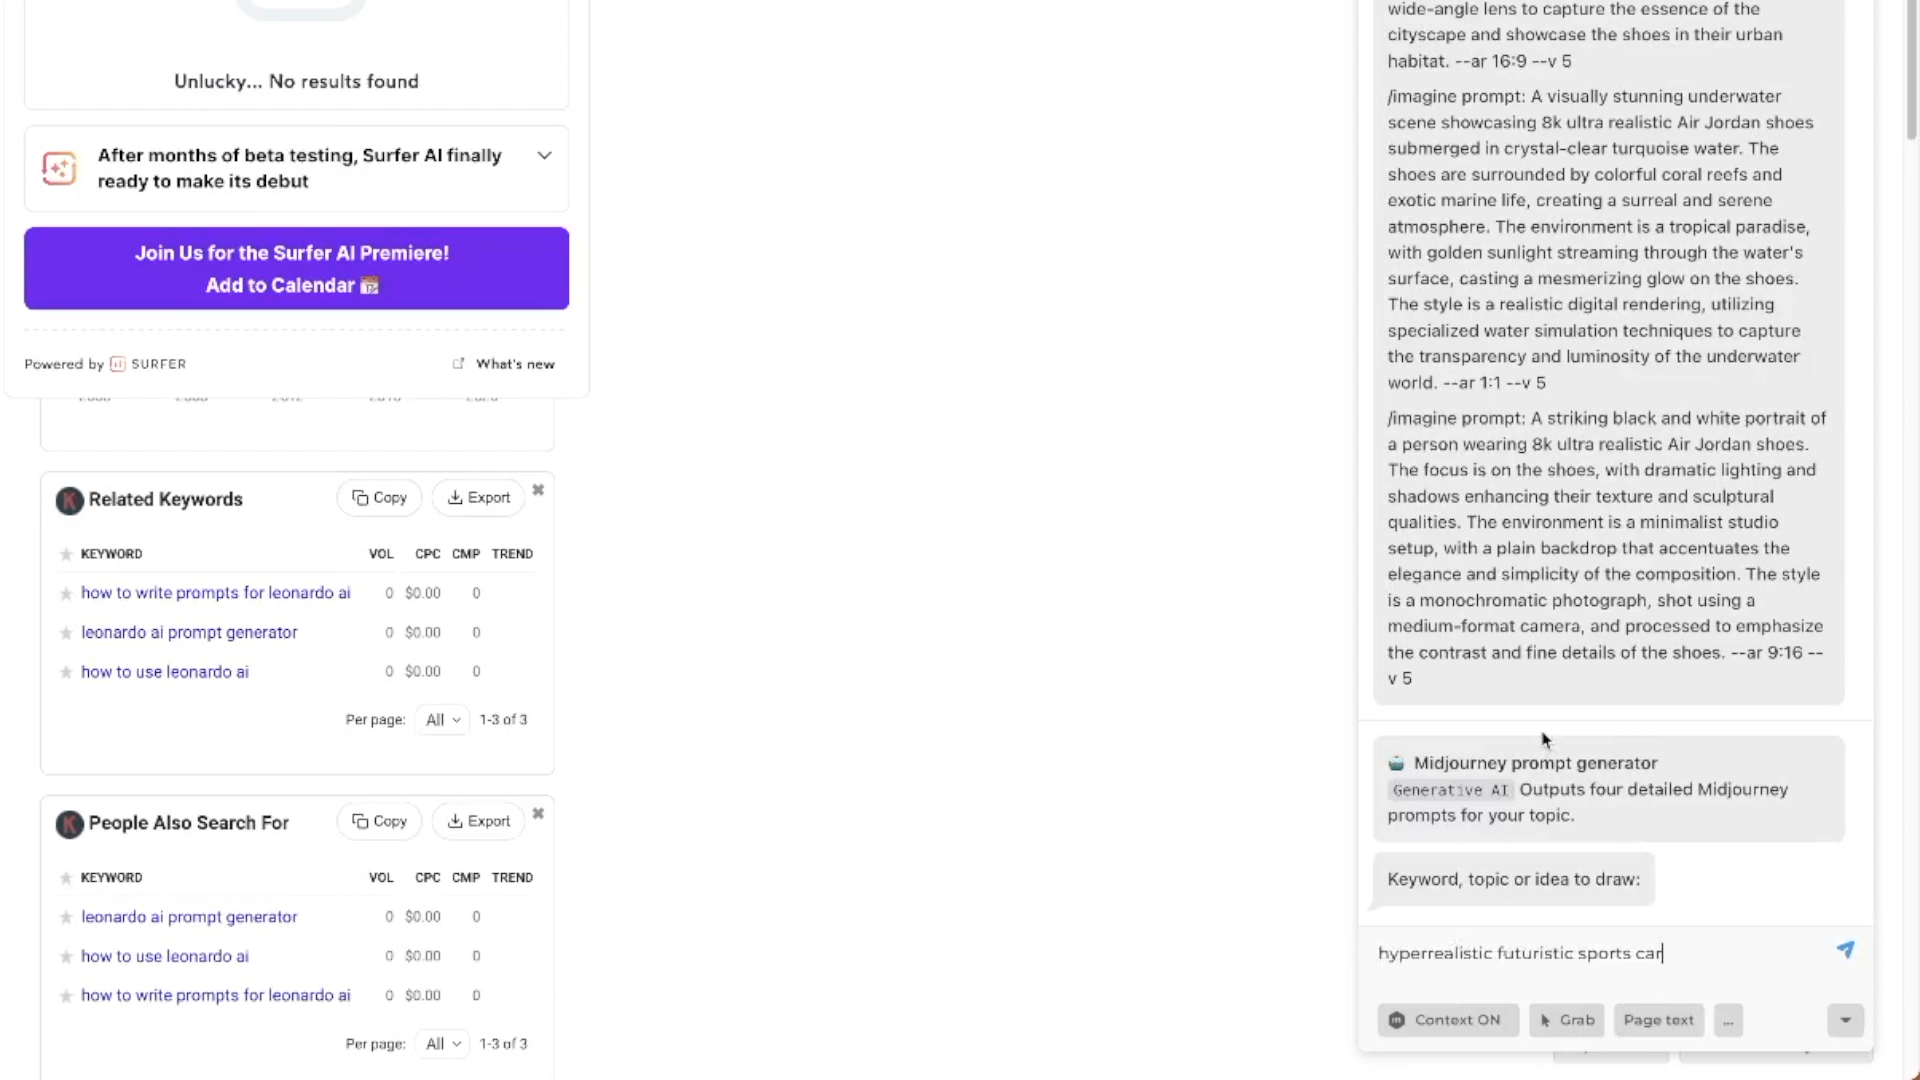 Unlucky... No results found
After months of beta testing, Surfer AI finally
ready to make its debut
Join Us for the Surfer AI Premiere!
Add to Calendar
Powered by SURFER
What's new
Related Keywords
Copy
Export
KEYWORD VOL CPC CMP TREND
how to write prompts for leonardo ai 0 $0.00 0
leonardo ai prompt generator 0 $0.00 0
how to use leonardo ai 0 $0.00 0
Per page: All 1-3 of 3
People Also Search For
Copy
Export
KEYWORD VOL CPC CMP TREND
leonardo ai prompt generator 0 $0.00 0
how to use leonardo ai 0 $0.00 0
how to write prompts for leonardo ai 0 $0.00 0
Per page: All 1-3 of 3
wide-angle lens to capture the essence of the
cityscape and showcase the shoes in their urban
habitat. --ar 16:9 --v 5
/imagine prompt: A visually stunning underwater
scene showcasing 8k ultra realistic Air Jordan shoes
submerged in crystal-clear turquoise water. The
shoes are surrounded by colorful coral reefs and
exotic marine life, creating a surreal and serene
atmosphere. The environment is a tropical paradise,
with golden sunlight streaming through the water's
surface, casting a mesmerizing glow on the shoes.
The style is a realistic digital rendering, utilizing
specialized water simulation techniques to capture
the transparency and luminosity of the underwater
world. --ar 1:1 --v 5
/imagine prompt: A striking black and white portrait of
a person wearing 8k ultra realistic Air Jordan shoes.
The focus is on the shoes, with dramatic lighting and
shadows enhancing their texture and sculptural
qualities. The environment is a minimalist studio
setup, with a plain backdrop that accentuates the
elegance and simplicity of the composition. The style
is a monochromatic photograph, shot using a
medium-format camera, and processed to emphasize
the contrast and fine details of the shoes. --ar 9:16 --
v 5
Midjourney prompt generator
Generative AI Outputs four detailed Midjourney
prompts for your topic.
Keyword, topic or idea to draw:
hyperrealistic futuristic sports car
Context ON
Grab
Page text
...